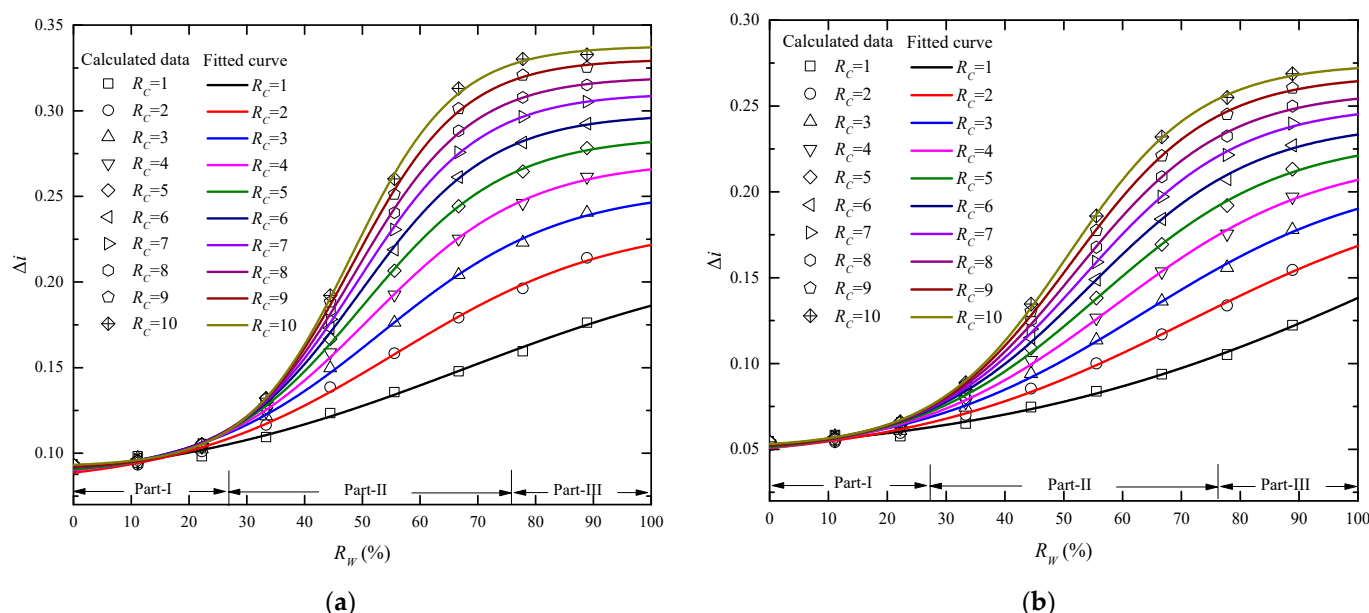 Calculated data Fitted curve
R_C=1 R_C=1
R_C=2 R_C=2
R_C=3 R_C=3
R_C=4 R_C=4
R_C=5 R_C=5
R_C=6 R_C=6
R_C=7 R_C=7
R_C=8 R_C=8
R_C=9 R_C=9
R_C=10 R_C=10
0.35
0.30
0.25
0.20
0.15
0.10
Δi
Part-I Part-II Part-III
0 10 20 30 40 50 60 70 80 90 100
R_W (%)
(a)
Calculated data Fitted curve
R_C=1 R_C=1
R_C=2 R_C=2
R_C=3 R_C=3
R_C=4 R_C=4
R_C=5 R_C=5
R_C=6 R_C=6
R_C=7 R_C=7
R_C=8 R_C=8
R_C=9 R_C=9
R_C=10 R_C=10
0.30
0.25
0.20
0.15
0.10
0.05
0.00
Δi
Part-I Part-II Part-III
0 10 20 30 40 50 60 70 80 90 100
R_W (%)
(b)